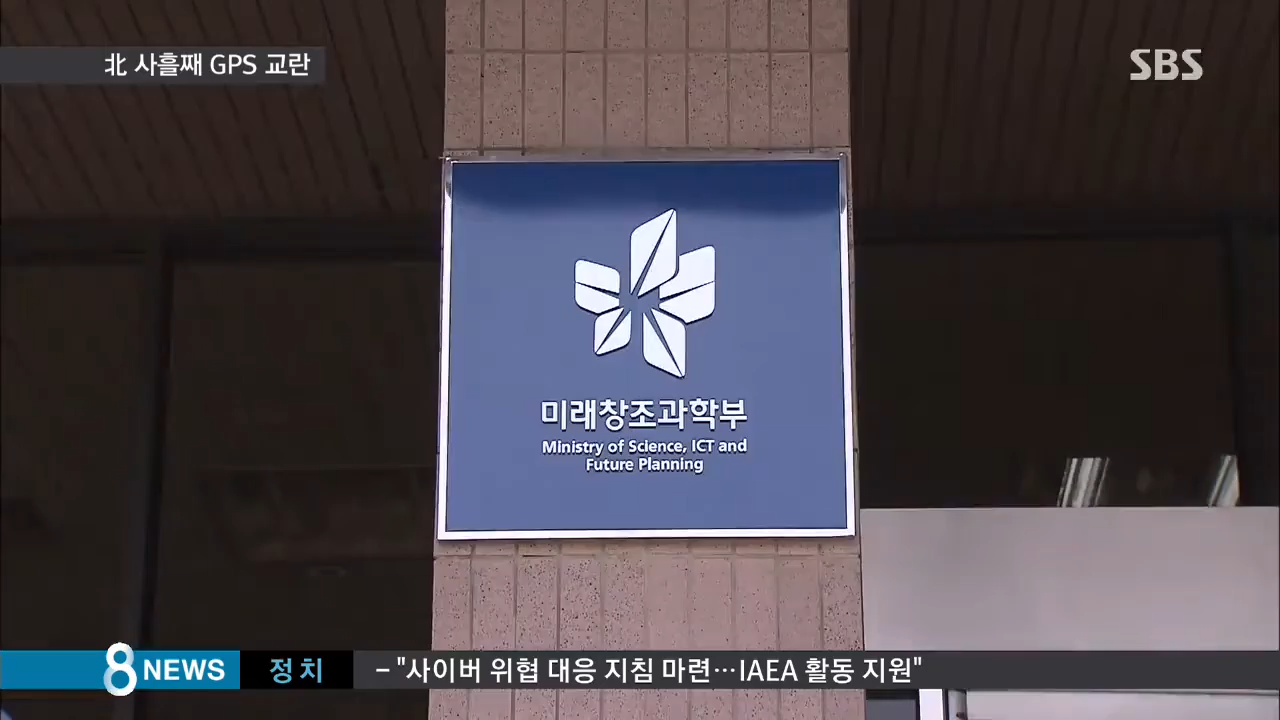 北 사흘째 GPS 교란
SBS
미래창조과학부
Ministry of Science, ICT and
Future Planning
8 NEWS 정치 – "사이버 위협 대응 지침 마련…IAEA 활동 지원"